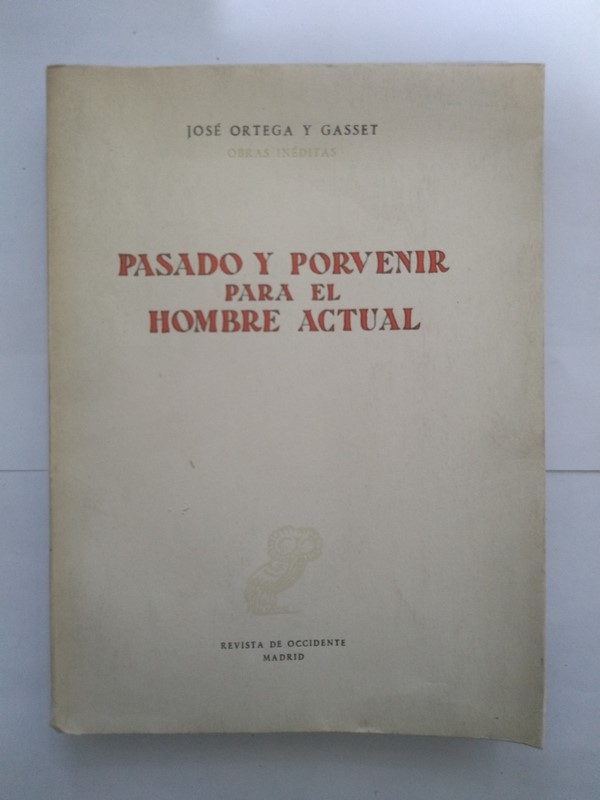 JOSÉ ORTEGA Y GASSET
OBRAS INÉDITAS
PASADO Y PORVENIR
PARA EL
HOMBRE ACTUAL
REVISTA DE OCCIDENTE
MADRID